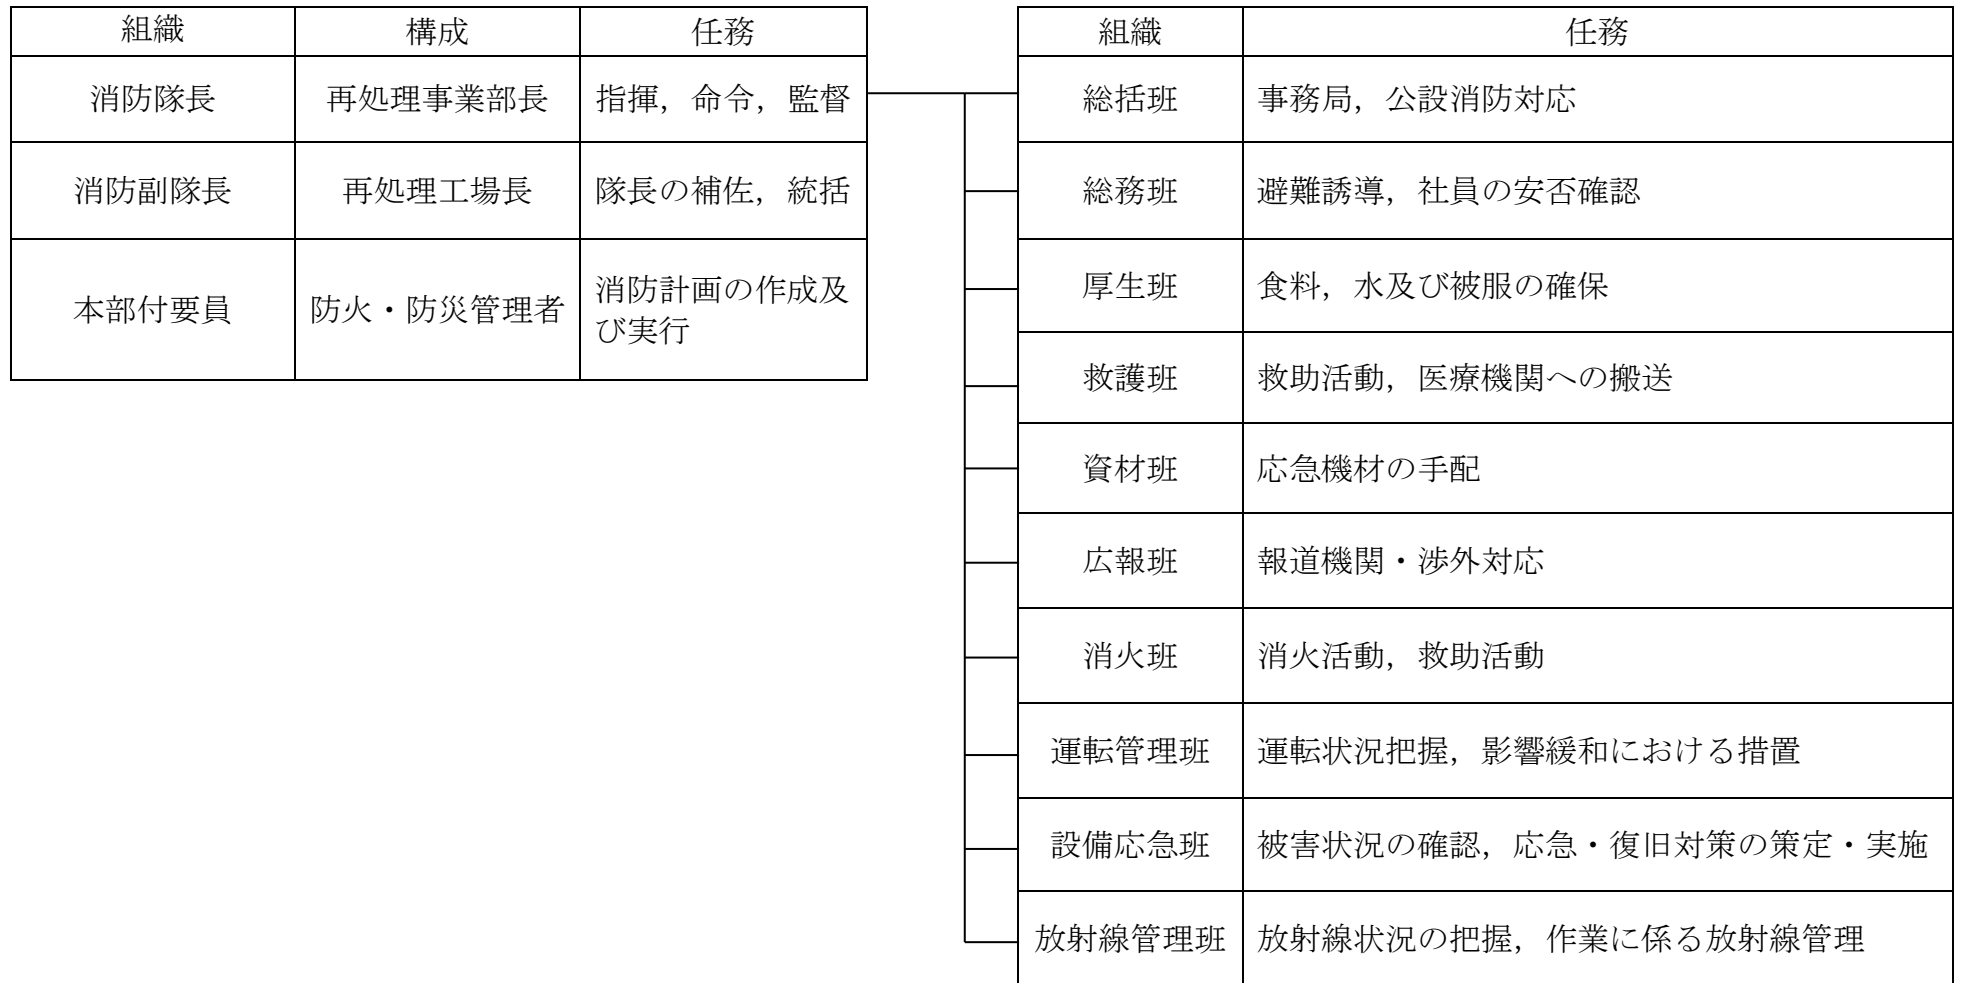 組織 構成 任務
消防隊長 再処理事業部長 指揮，命令，監督
消防副隊長 再処理工場長 隊長の補佐，統括
本部付要員 防火・防災管理者 消防計画の作成及
び実行
組織 任務
総括班 事務局，公設消防対応
総務班 避難誘導，社員の安否確認
厚生班 食料，水及び被服の確保
救護班 救助活動，医療機関への搬送
資材班 応急機材の手配
広報班 報道機関・渉外対応
消火班 消火活動，救助活動
運転管理班 運転状況把握，影響緩和における措置
設備応急班 被害状況の確認，応急・復旧対策の策定・実施
放射線管理班 放射線状況の把握，作業に係る放射線管理